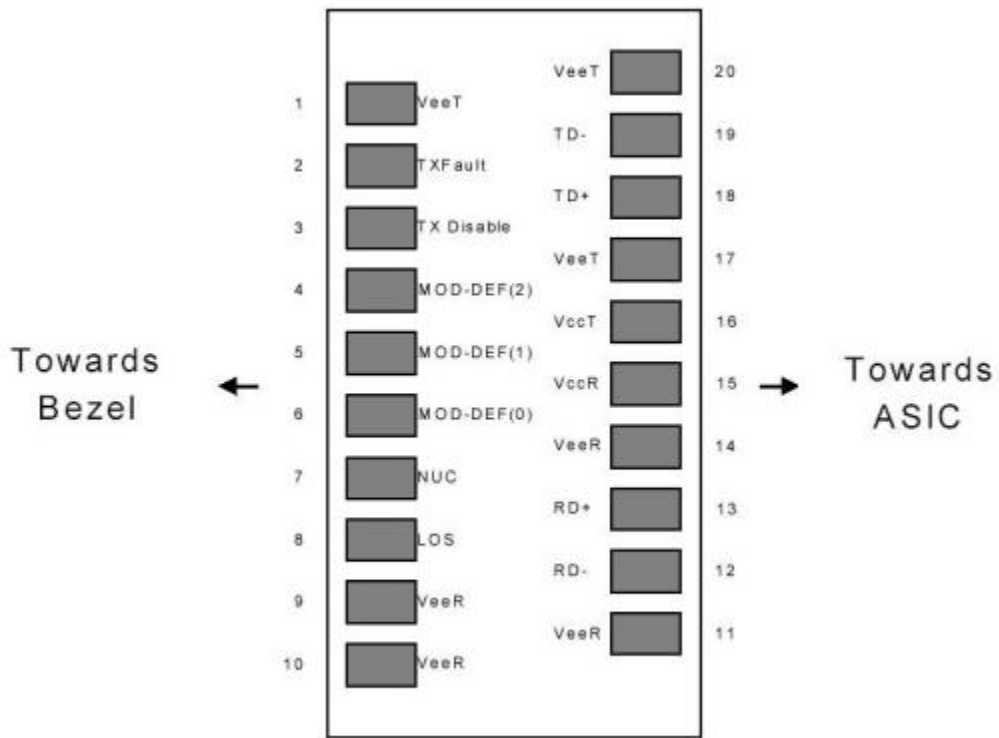 Towards
Bezel
1 VeeT
2 TXFault
3 TX Disable
4 MOD-DEF(2)
5 MOD-DEF(1)
6 MOD-DEF(0)
7 NUC
8 LOS
9 VeeR
10 VeeR
VeeT 20
TD- 19
TD+ 18
VeeT 17
VccT 16
VccR 15
VeeR 14
RD+ 13
RD- 12
VeeR 11
Towards
ASIC